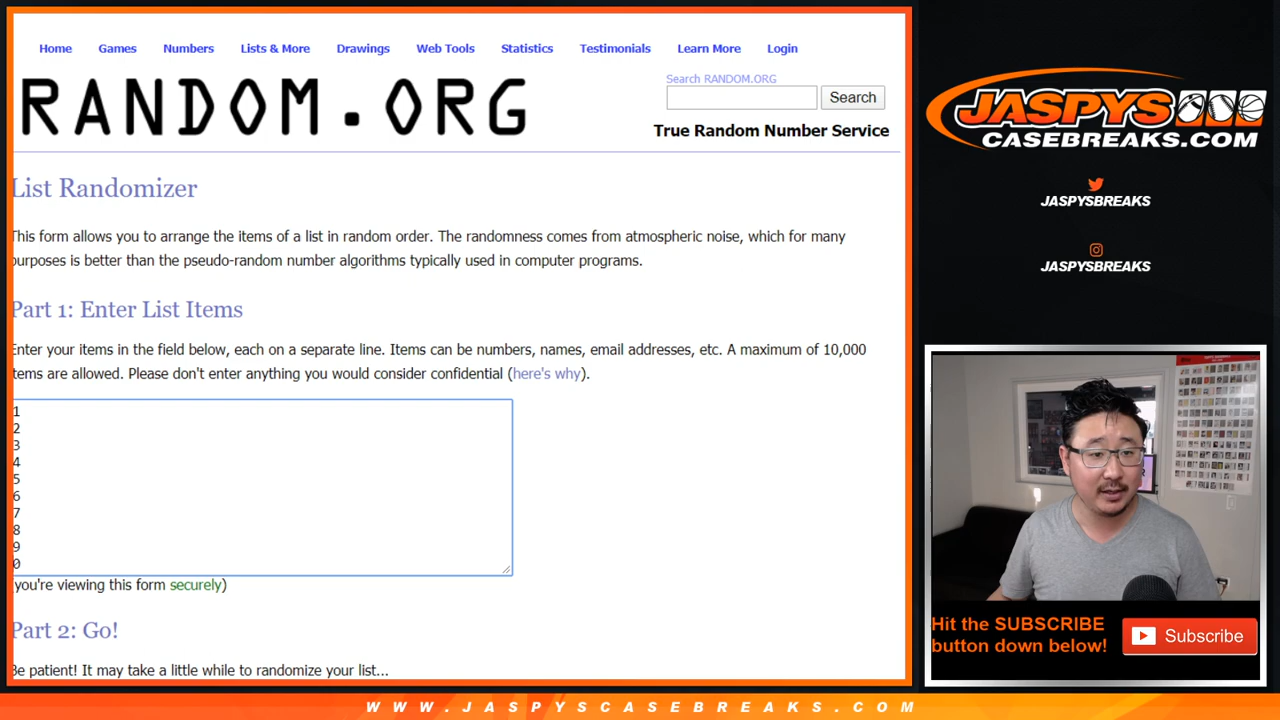 Home Games Numbers Lists & More Drawings Web Tools Statistics Testimonials Learn More Login
RANDOM.ORG
Search RANDOM.ORG
Search
True Random Number Service
List Randomizer
This form allows you to arrange the items of a list in random order. The randomness comes from atmospheric noise, which for many
purposes is better than the pseudo-random number algorithms typically used in computer programs.
Part 1: Enter List Items
Enter your items in the field below, each on a separate line. Items can be numbers, names, email addresses, etc. A maximum of 10,000
items are allowed. Please don't enter anything you would consider confidential (here's why).
1
2
3
4
5
6
7
8
9
0
(you're viewing this form securely)
Part 2: Go!
Be patient! It may take a little while to randomize your list...
JASPYS
CASEBREAKS.COM
JASPYSBREAKS
JASPYSBREAKS
Hit the SUBSCRIBE
button down below!
Subscribe
WWW.JASPYSCASEBREAKS.COM